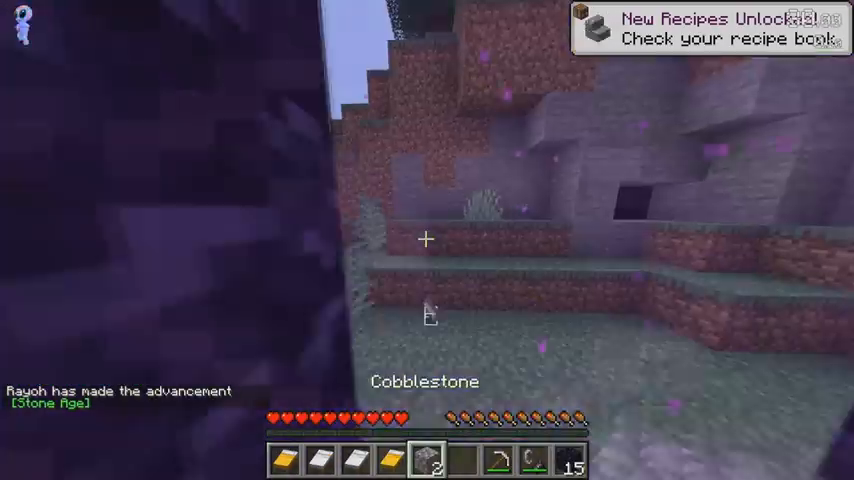 New Recipes Unlocked!
Check your recipe book
Cobblestone
Rayoh has made the advancement
[Stone Age]
2
15